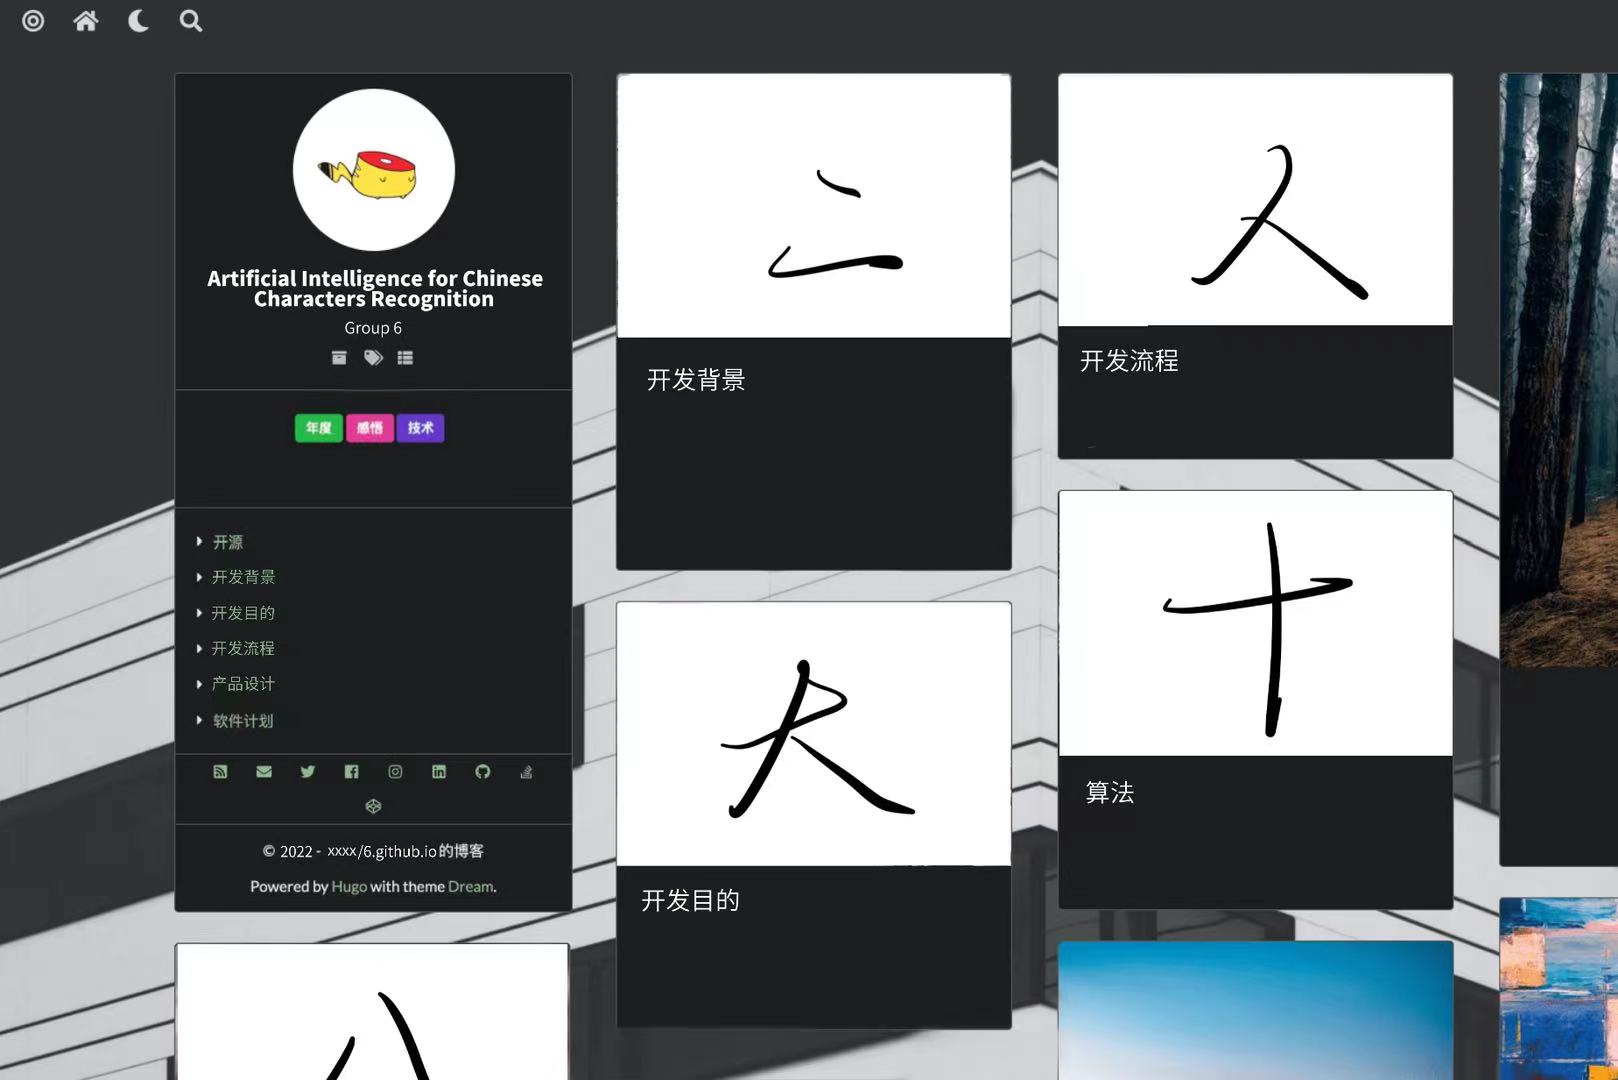 Artificial Intelligence for Chinese
Characters Recognition
Group 6
年度 感悟 技术
开源
开发背景
开发目的
开发流程
产品设计
软件计划
© 2022 - xxxx/6.github.io的博客
Powered by Hugo with theme Dream.
八
二
开发背景
大
开发目的
人
开发流程
十
算法